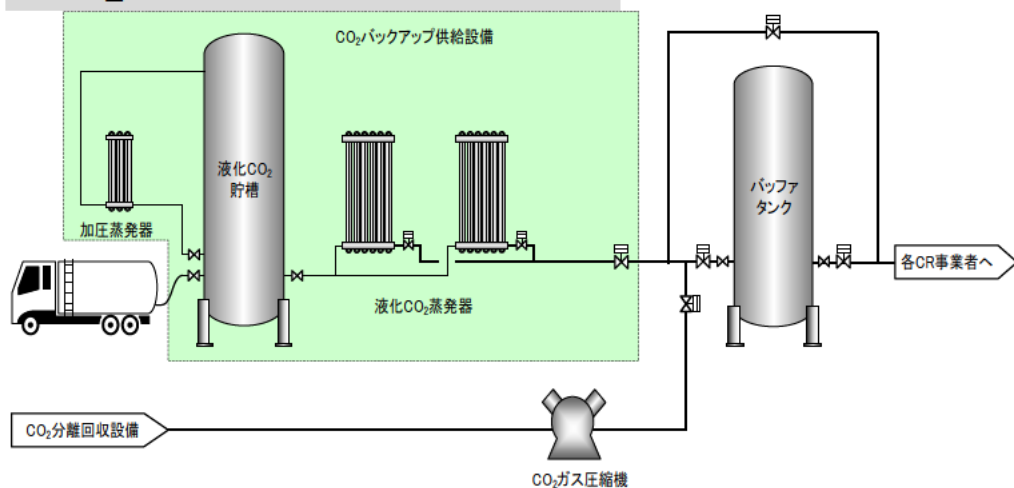 CO₂バックアップ供給設備
液化CO₂
貯槽
加圧蒸発器
液化CO₂蒸発器
バッファ
タンク
各CR事業者へ
CO₂分離回収設備
CO₂ガス圧縮機